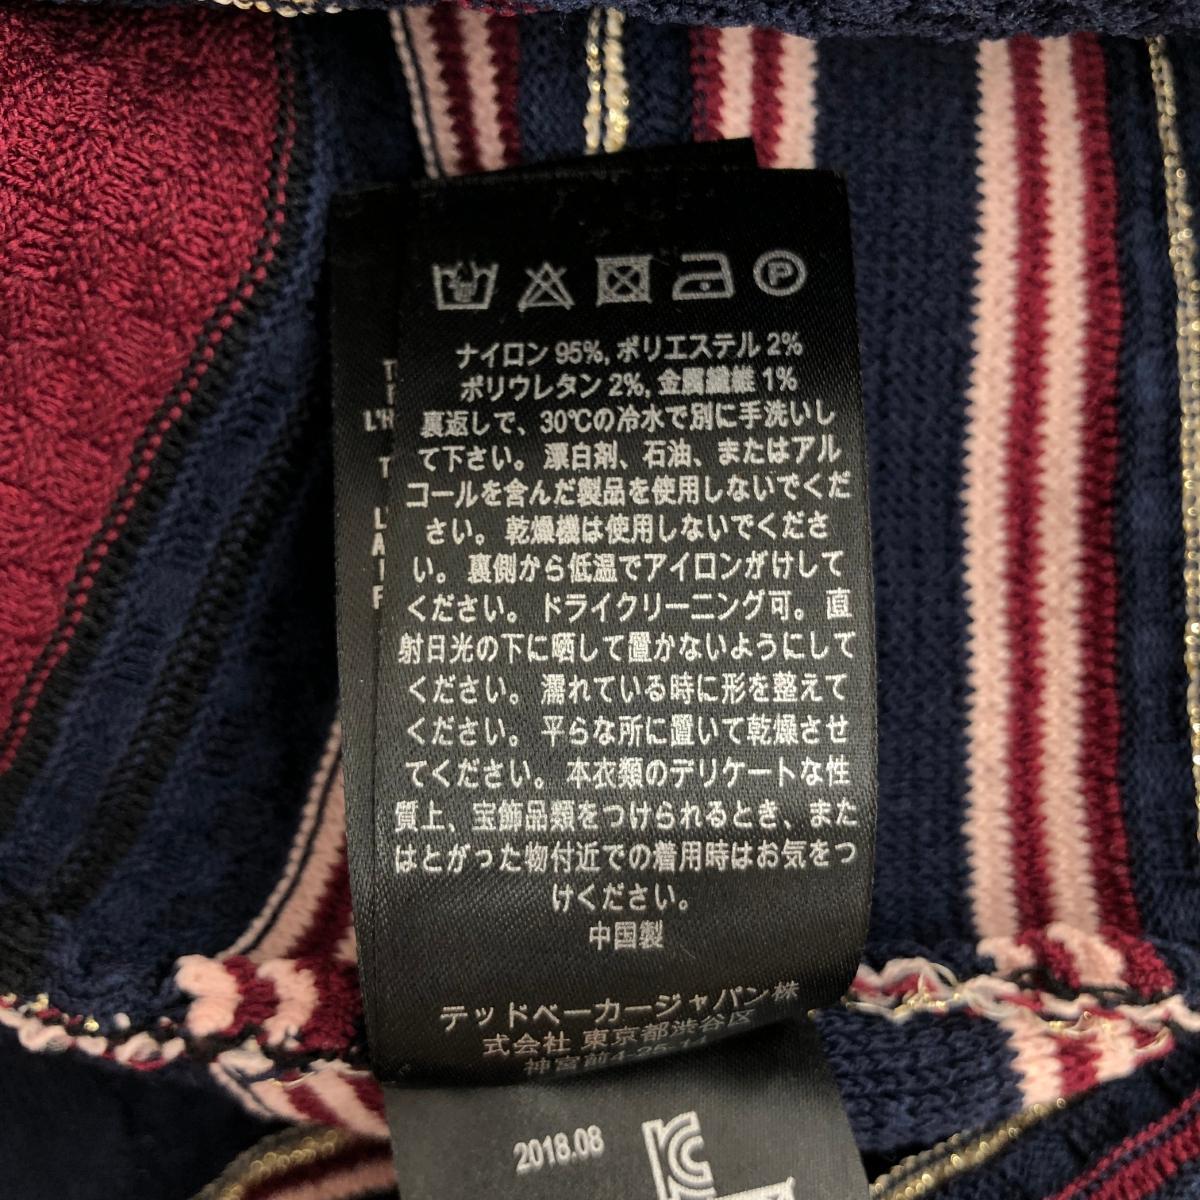 P
ナイロン 95%, ポリエステル 2%
ポリウレタン 2%, 金属繊維 1%
裏返しで、30℃の冷水で別に手洗いし
て下さい。漂白剤、石油、またはアル
コールを含んだ製品を使用しないでくだ
さい。乾燥機は使用しないでくださ
い。裏側から低温でアイロンがけして
ください。ドライクリーニング可。直
射日光の下に晒して置かないようにして
ください。濡れている時に形を整えて
ください。平らな所に置いて乾燥させ
てください。本衣類のデリケートな性
質上、宝飾品類をつけられるとき、また
はとがった物付近での着用時はお気をつ
けください。
中国製
テッドベーカージャパン株
式会社 東京都渋谷区
神宮前4-25-
2018.08